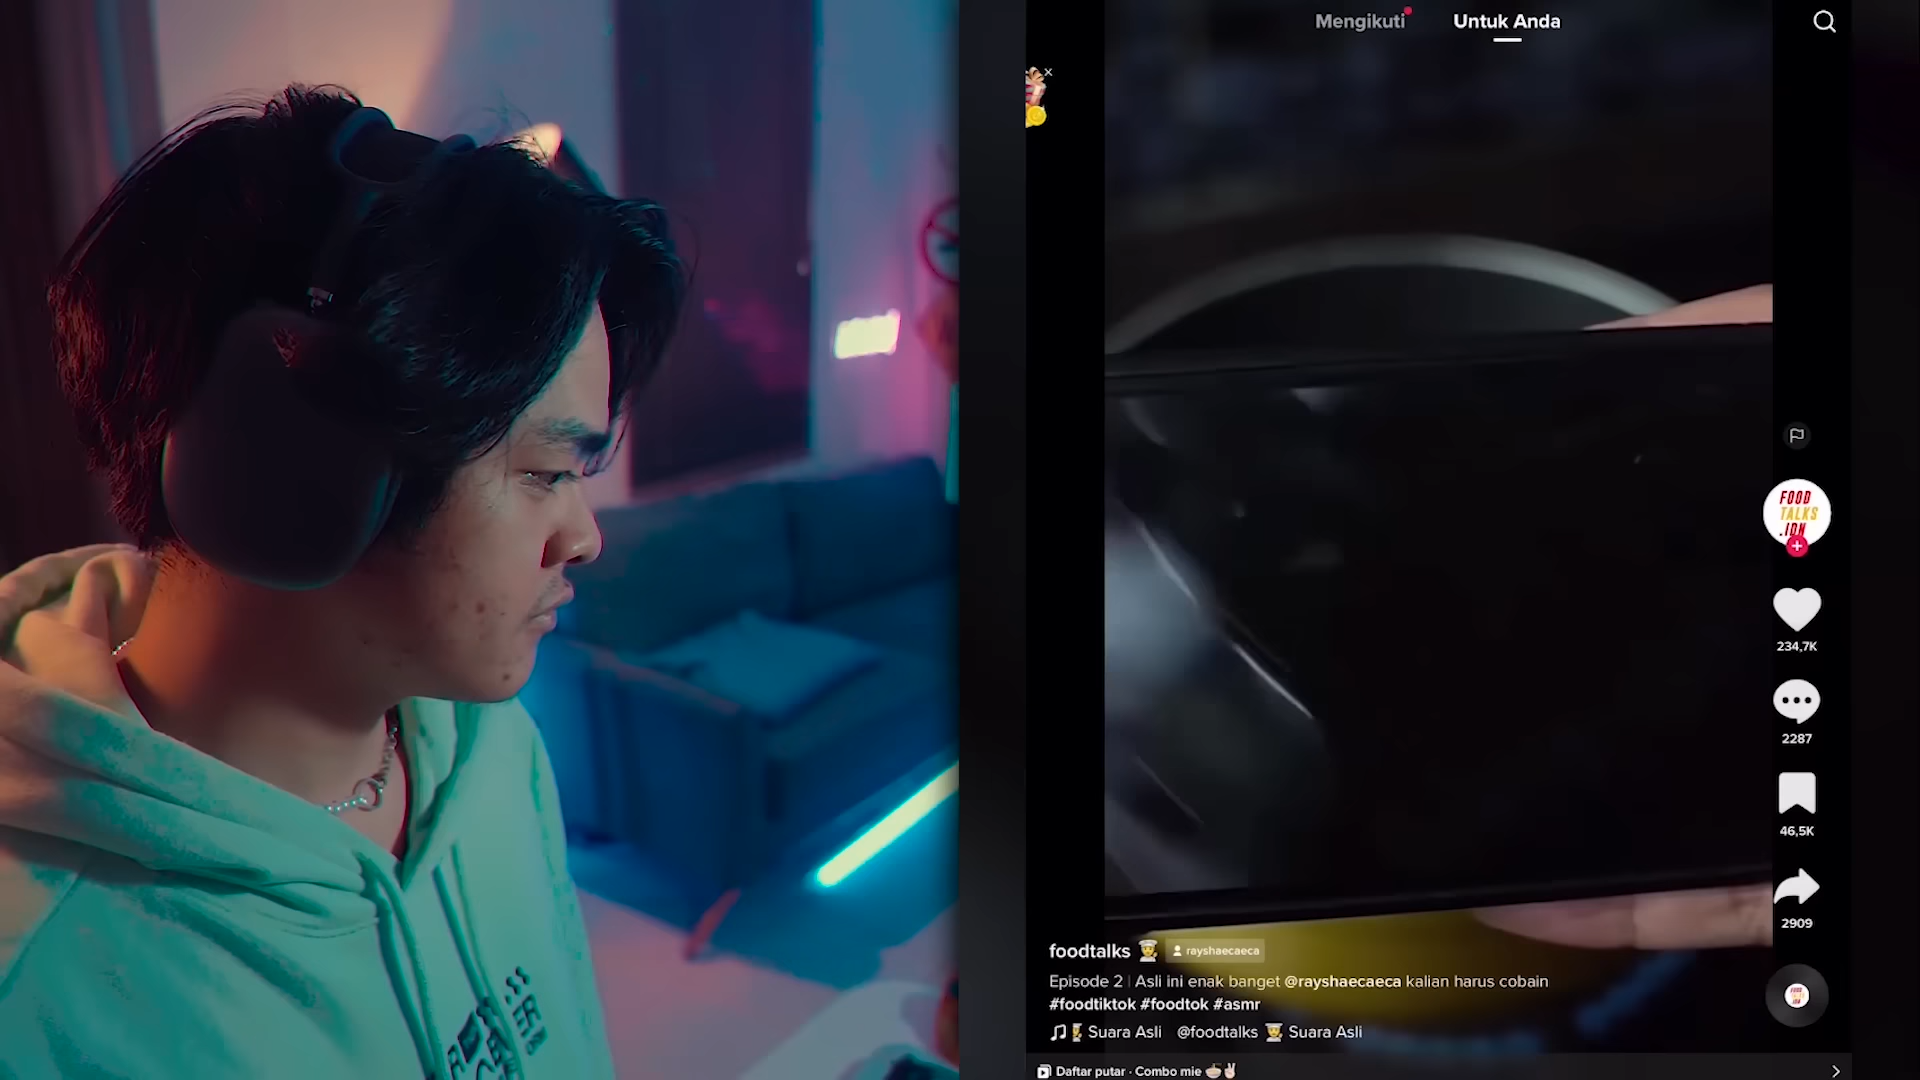 Mengikuti
Untuk Anda
FOOD
TALKS
.IDN
234,7K
2287
46,5K
2909
foodtalks
rayshaecaeca
Episode 2 | Asli ini enak banget @rayshaecaeca kalian harus cobain
#foodtiktok #foodtok #asmr
Suara Asli @foodtalks Suara Asli
Daftar putar · Combo mie